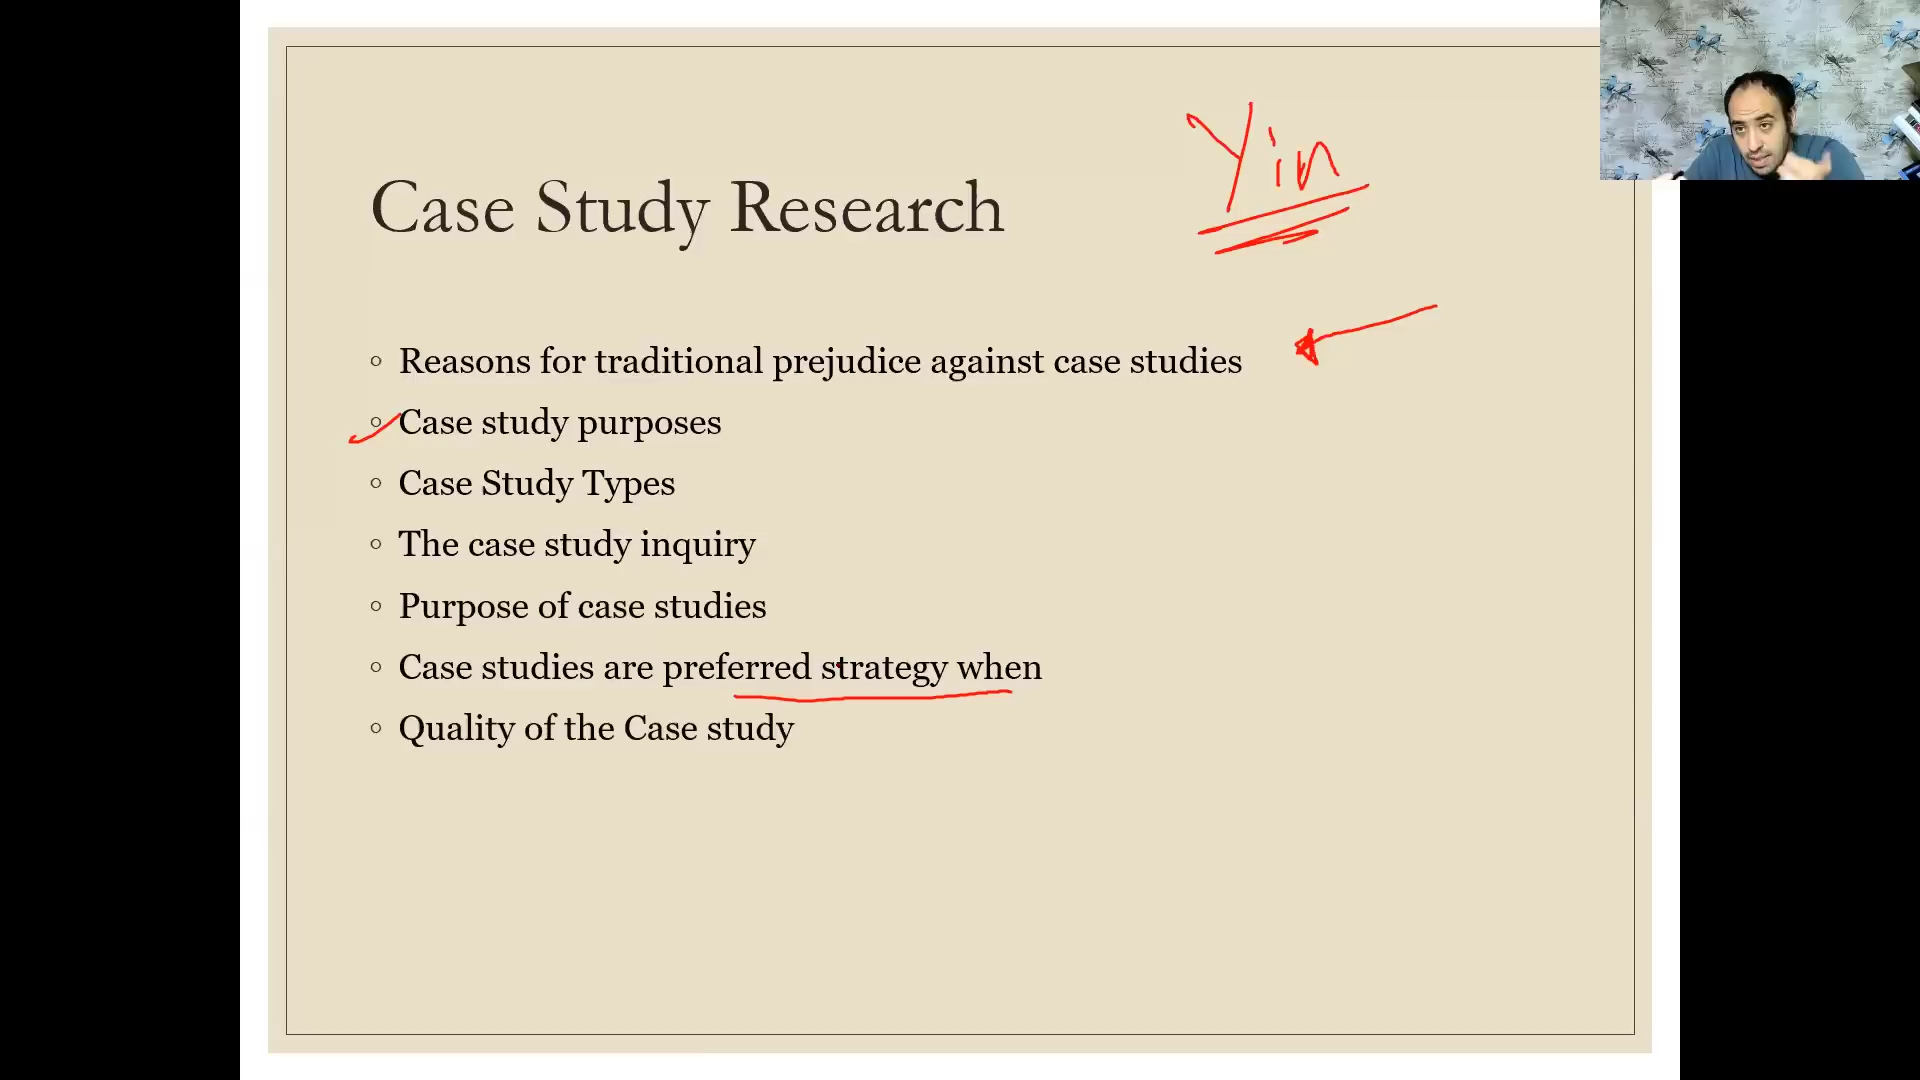 Yin
Case Study Research
◦ Reasons for traditional prejudice against case studies
◦ Case study purposes
◦ Case Study Types
◦ The case study inquiry
◦ Purpose of case studies
◦ Case studies are preferred strategy when
◦ Quality of the Case study